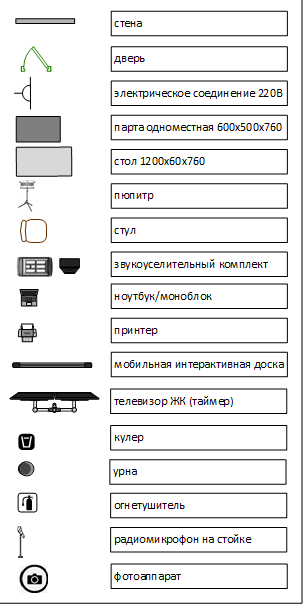 стена
дверь
электрическое соединение 220В
парта одноместная 600х500х760
стол 1200х60х760
пюпитр
стул
звукоуселительный комплект
ноутбук/моноблок
принтер
мобильная интерактивная доска
телевизор ЖК (таймер)
кулер
урна
огнетушитель
радиомикрофон на стойке
фотоаппарат